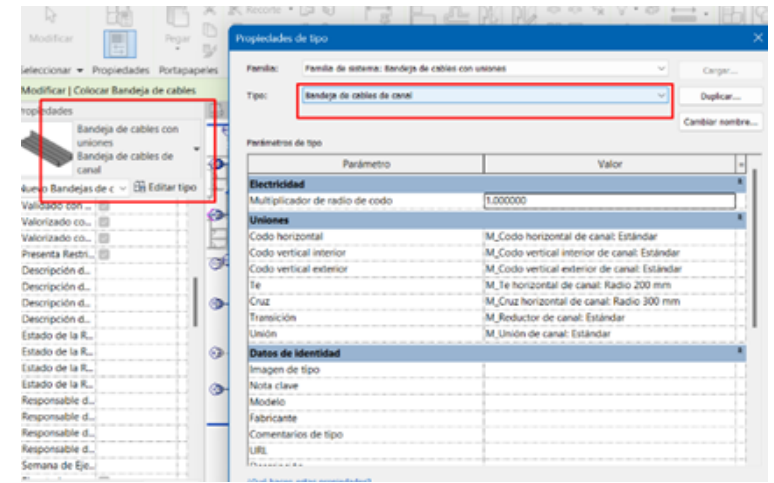 Recorte
Modificar
Pegar
Seleccionar Propiedades Portapapeles
Modificar | Colocar Bandeja de cables
Propiedades
Bandeja de cables con
uniones
Bandeja de cables de
canal
Nuevo Bandejas de c Editar tipo
Validado con ...
Valorizado co...
Valorizado co...
Presenta Restri...
Descripción d...
Descripción d...
Descripción d...
Descripción d...
Estado de la R...
Estado de la R...
Estado de la R...
Estado de la R...
Responsable d...
Responsable d...
Responsable d...
Responsable d...
Semana de Eje...
Propiedades de tipo
Familia: Familia de sistema: Bandeja de cables con uniones Cargar...
Tipo: Bandeja de cables de canal Duplicar...
Cambiar nombre...
Parámetros de tipo
Parámetro Valor
Electricidad
Multiplicador de radio de codo 1.000000
Uniones
Codo horizontal M_Codo horizontal de canal: Estándar
Codo vertical interior M_Codo vertical interior de canal: Estándar
Codo vertical exterior M_Codo vertical exterior de canal: Estándar
Te M_Te horizontal de canal: Radio 200 mm
Cruz M_Cruz horizontal de canal: Radio 300 mm
Transición M_Reductor de canal: Estándar
Unión M_Unión de canal: Estándar
Datos de identidad
Imagen de tipo
Nota clave
Modelo
Fabricante
Comentarios de tipo
URL
¿Qué hacen estas propiedades?